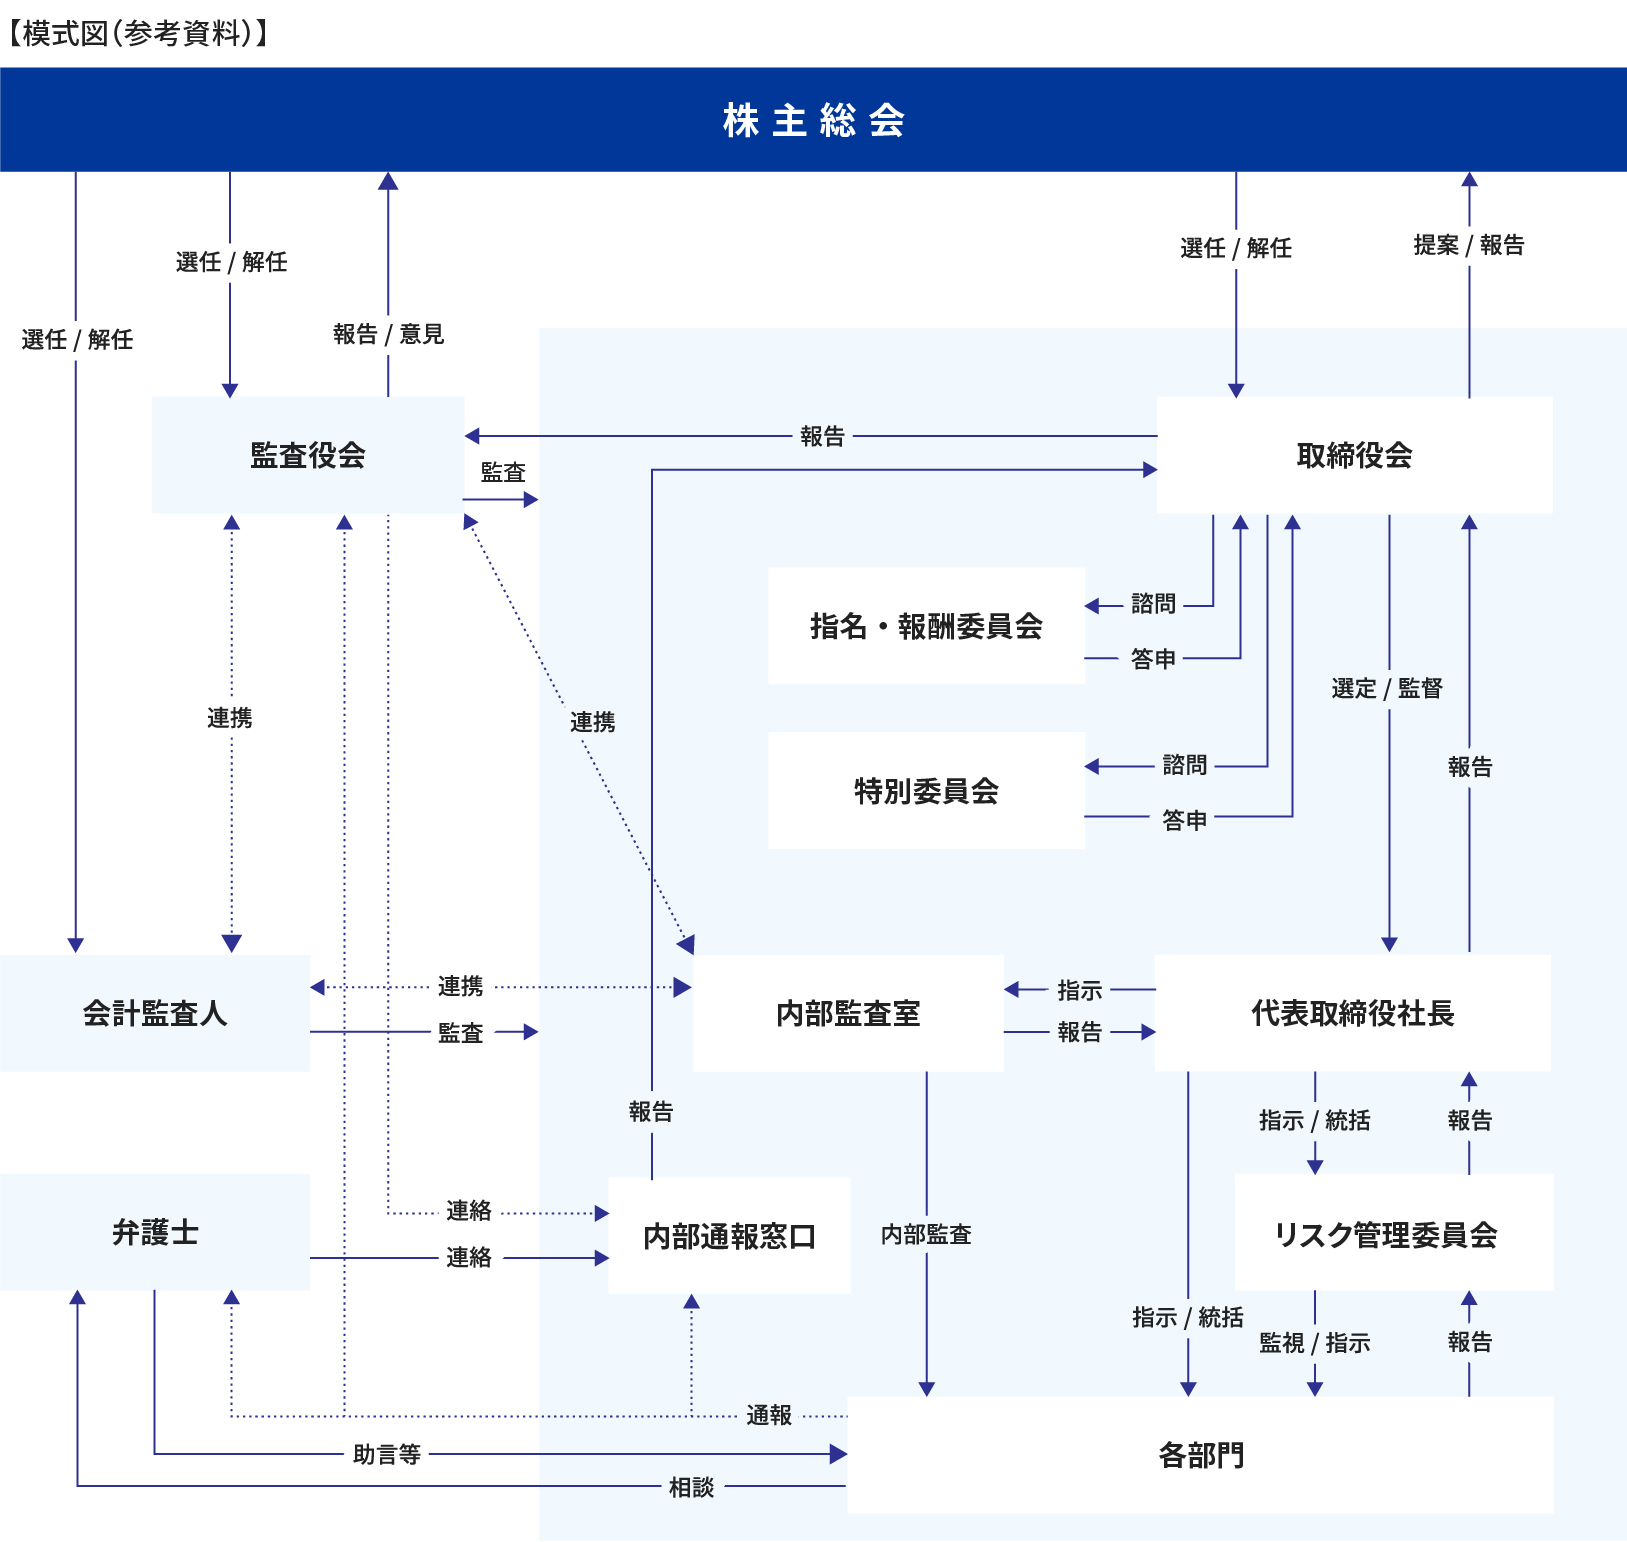 【模式図(参考資料)】
株主総会
選任 / 解任
提案 / 報告
選任 / 解任
報告 / 意見
選任 / 解任
報告
監査役会
取締役会
監査
諮問
指名・報酬委員会
答申
選定 / 監督
連携
連携
諮問
報告
特別委員会
答申
連携
指示
会計監査人
内部監査室
代表取締役社長
監査
報告
報告
指示 / 統括
報告
連絡
弁護士
内部通報窓口
内部監査
リスク管理委員会
連絡
指示 / 統括
監視 / 指示
報告
通報
助言等
各部門
相談